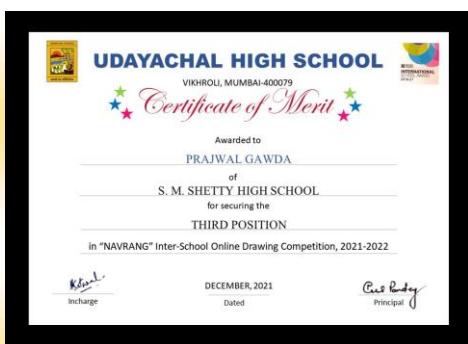 UDAYACHAL HIGH SCHOOL
VIKHROLI, MUMBAI-400079
Certificate of Merit
Awarded to
PRAJWAL GAWDA
of
S. M. SHETTY HIGH SCHOOL
for securing the
THIRD POSITION
in “NAVRANG” Inter-School Online Drawing Competition, 2021-2022
DECEMBER, 2021
Incharge
Dated
Principal